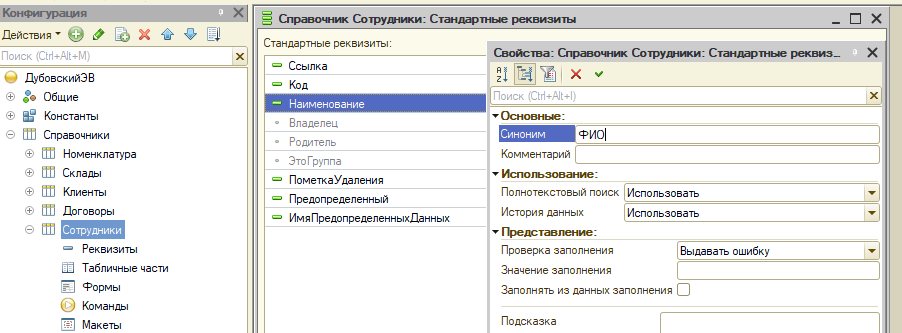 Конфигурация
Действия
Поиск (Ctrl+Alt+M)
ДубовскийЭВ
Общие
Константы
Справочники
Номенклатура
Склады
Клиенты
Договоры
Сотрудники
Реквизиты
Табличные части
Формы
Команды
Макеты
Справочник Сотрудники: Стандартные реквизиты
Стандартные реквизиты:
Ссылка
Код
Наименование
Владелец
Родитель
ЭтоГруппа
ПометкаУдаления
Предопределенный
ИмяПредопределенныхДанных
Свойства: Справочник Сотрудники: Стандартные реквиз...
Поиск (Ctrl+Alt+I)
Основные:
Синоним ФИО
Комментарий
Использование:
Полнотекстовый поиск Использовать
История данных Использовать
Представление:
Проверка заполнения Выдавать ошибку
Значение заполнения
Заполнять из данных заполнения
Подсказка